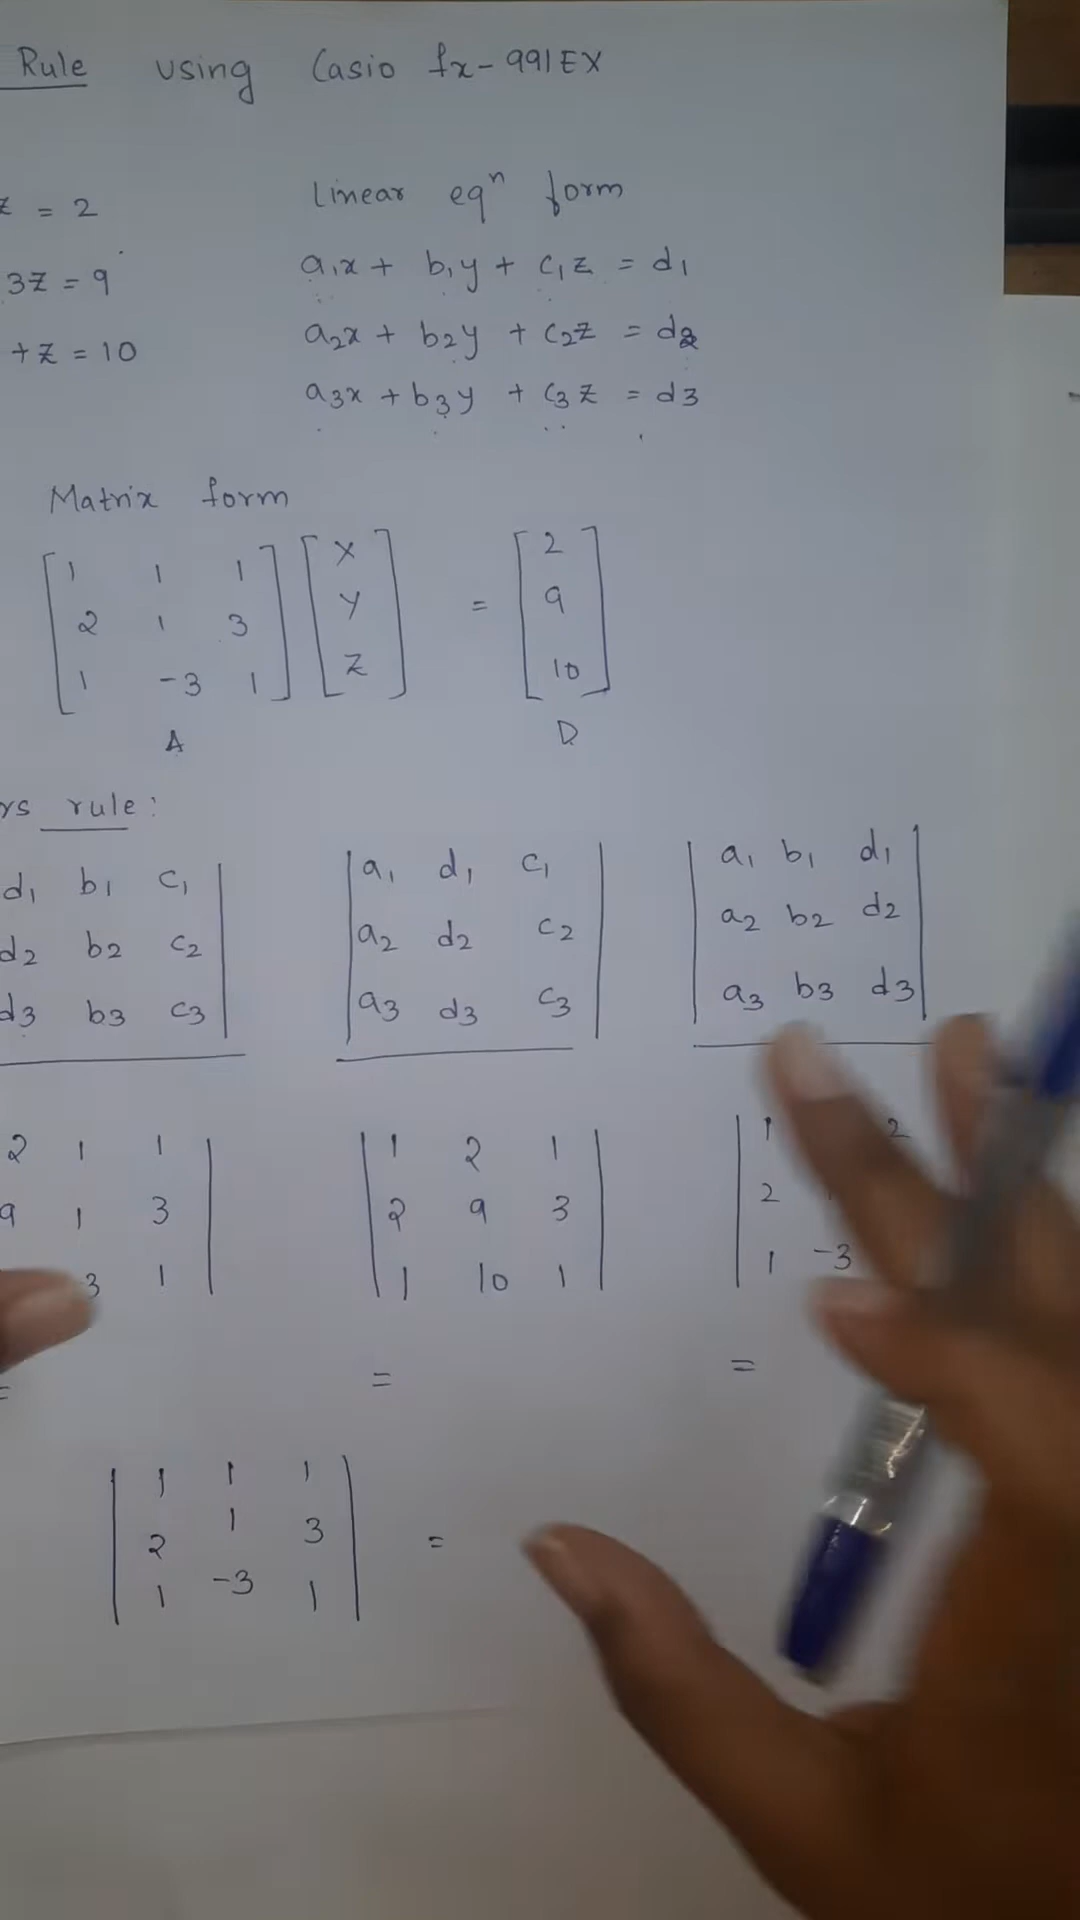 Rule using Casio fx-991EX
Linear eqⁿ form
z = 2
3z = 9
+z = 10
a1x + b1y + c1z = d1
a2x + b2y + c2z = d2
a3x + b3y + c3z = d3
Matrix form
1 1 1
2 1 3
1 -3 1
A
x
y
z
=
2
9
10
D
rs rule:
d1 b1 c1
d2 b2 c2
d3 b3 c3
a1 d1 c1
a2 d2 c2
a3 d3 c3
a1 b1 d1
a2 b2 d2
a3 b3 d3
2 1 1
9 1 3
3 1
=
1 2 1
2 9 3
1 10 1
=
1 2
2
1 -3
=
1 1 1
2 1 3
1 -3 1
=